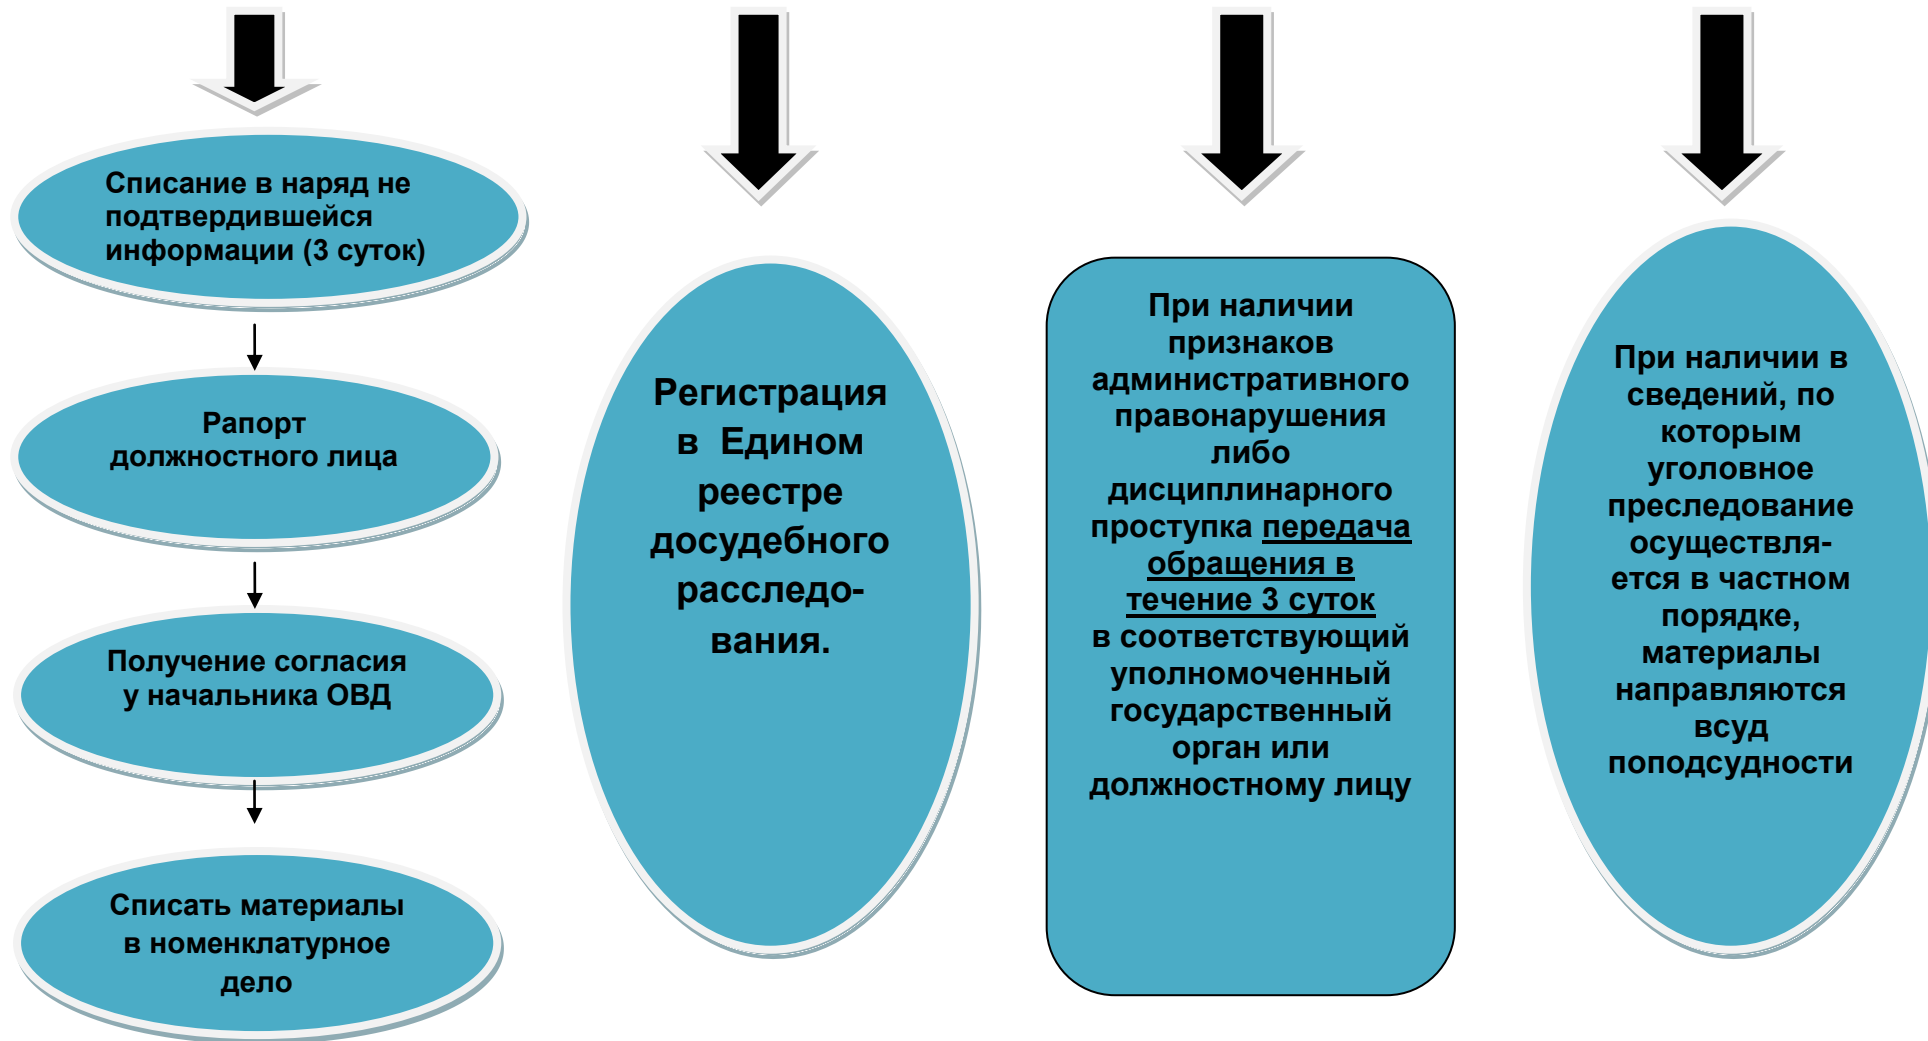 Списание в наряд не
подтвердившейся
информации (3 суток)
Рапорт
должностного лица
Получение согласия
у начальника ОВД
Списать материалы
в номенклатурное
дело
Регистрация
в Едином
реестре
досудебного
расследо-
вания.
При наличии
признаков
административного
правонарушения
либо
дисциплинарного
проступка передача
обращения в
течение 3 суток
в соответствующий
уполномоченный
государственный
орган или
должностному лицу
При наличии в
сведений, по
которым
уголовное
преследование
осуществля-
ется в частном
порядке,
материалы
направляются
всуд
поподсудности